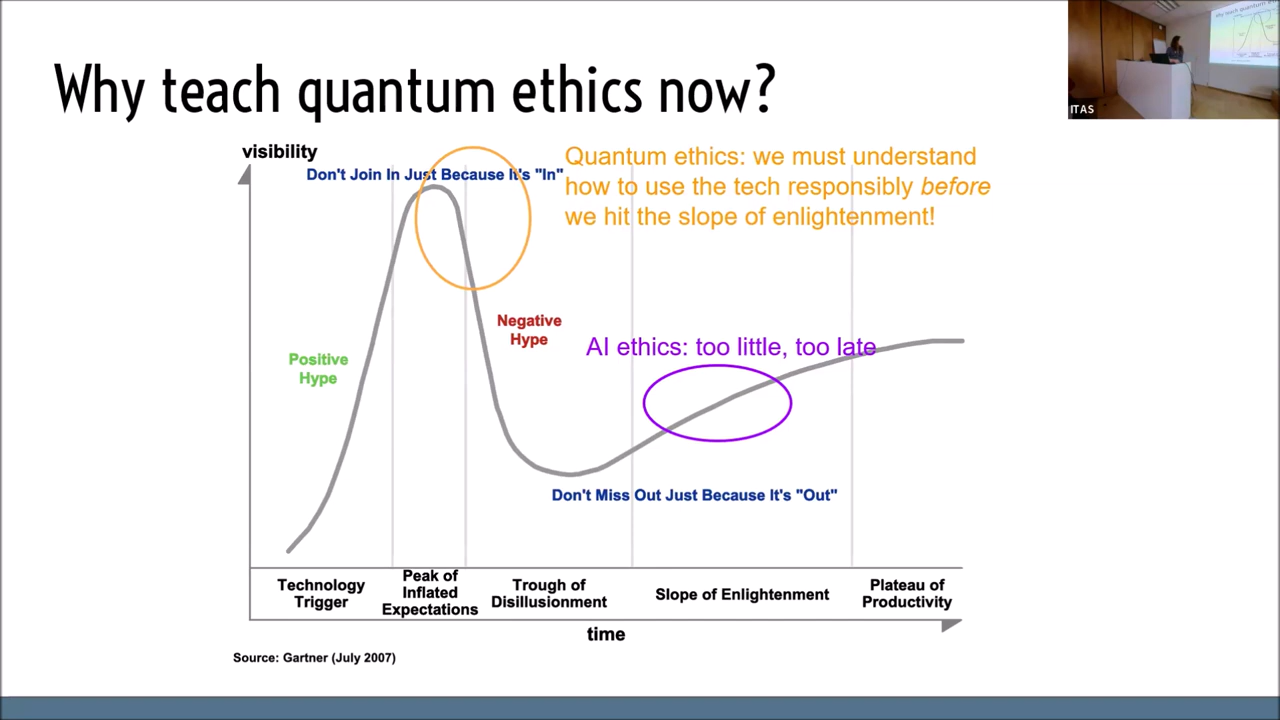 Why teach quantum ethics now?
ITAS
visibility
Don't Join In Just Because It's "In"
Quantum ethics: we must understand
how to use the tech responsibly before
we hit the slope of enlightenment!
Negative
Hype
AI ethics: too little, too late
Positive
Hype
Don't Miss Out Just Because It's "Out"
Technology
Trigger
Peak of
Inflated
Expectations
Trough of
Disillusionment
Slope of Enlightenment
Plateau of
Productivity
time
Source: Gartner (July 2007)